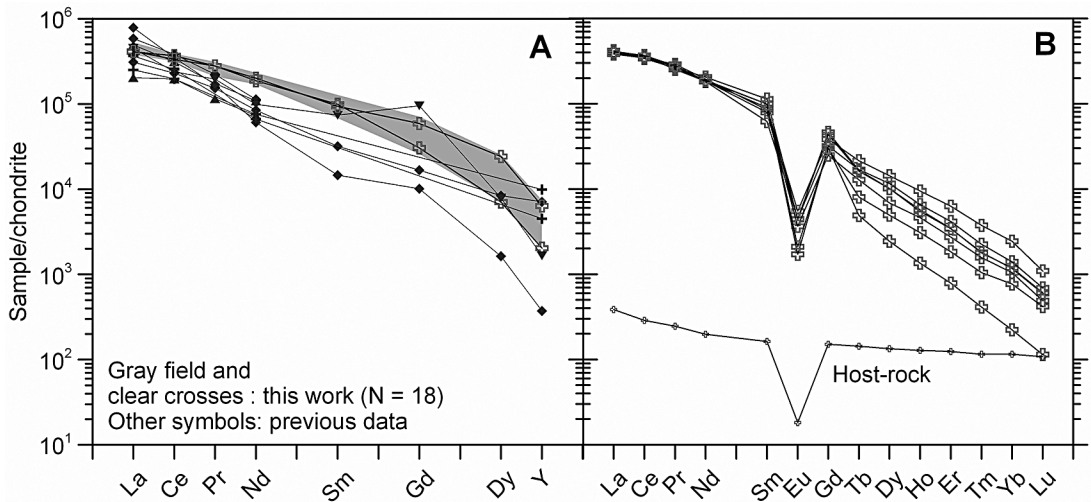 10^6
10^5
10^4
10^3
10^2
10^1
Sample/chondrite
A
Gray field and
clear crosses : this work (N = 18)
Other symbols: previous data
La Ce Pr Nd Sm Gd Dy Y
B
Host-rock
La Ce Pr Nd Sm Eu Gd Tb Dy Ho Er Tm Yb Lu